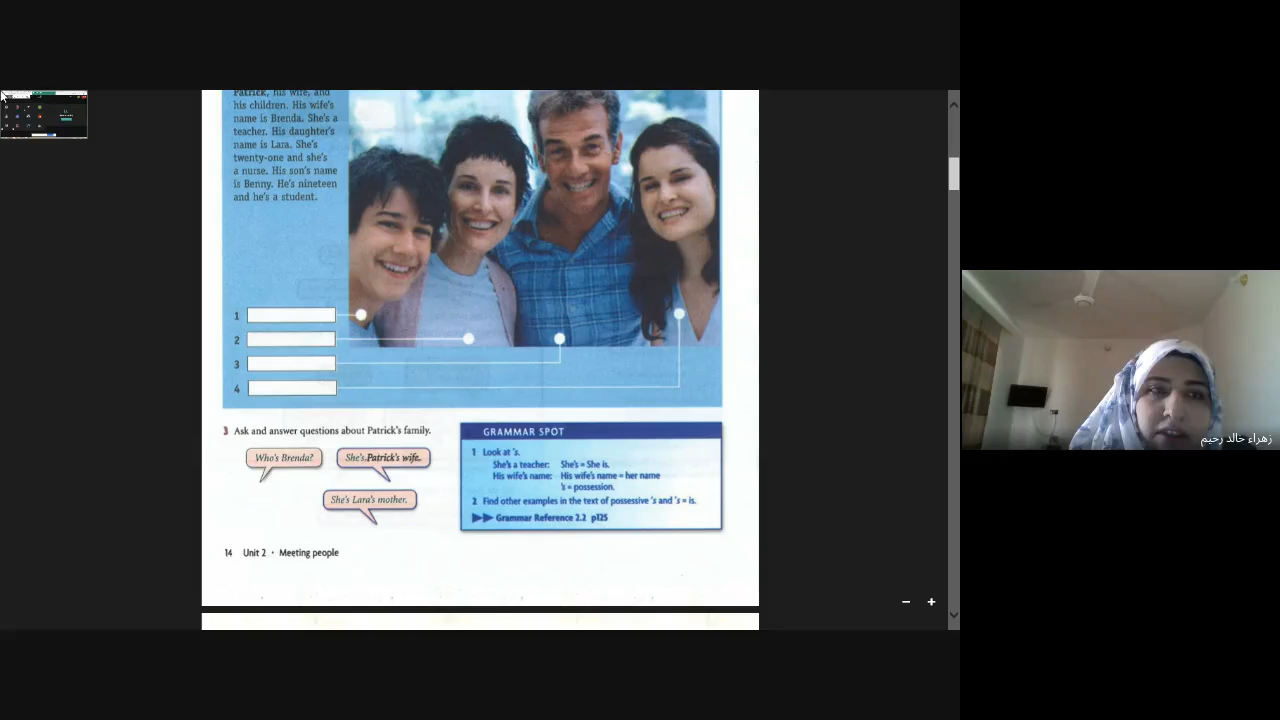 Patrick, his wife, and
his children. His wife's
name is Brenda. She's a
teacher. His daughter's
name is Lara. She's
twenty-one and she's
a nurse. His son's name
is Benny. He's nineteen
and he's a student.
1
2
3
4
3 Ask and answer questions about Patrick's family.
Who's Brenda?
She's Patrick's wife.
She's Lara's mother.
GRAMMAR SPOT
1 Look at 's.
She's a teacher: She's = She is.
His wife's name: His wife's name = her name
's = possession.
2 Find other examples in the text of possessive 's and 's = is.
▶▶ Grammar Reference 2.2 p125
14 Unit 2 · Meeting people
زهراء خالد رحيم